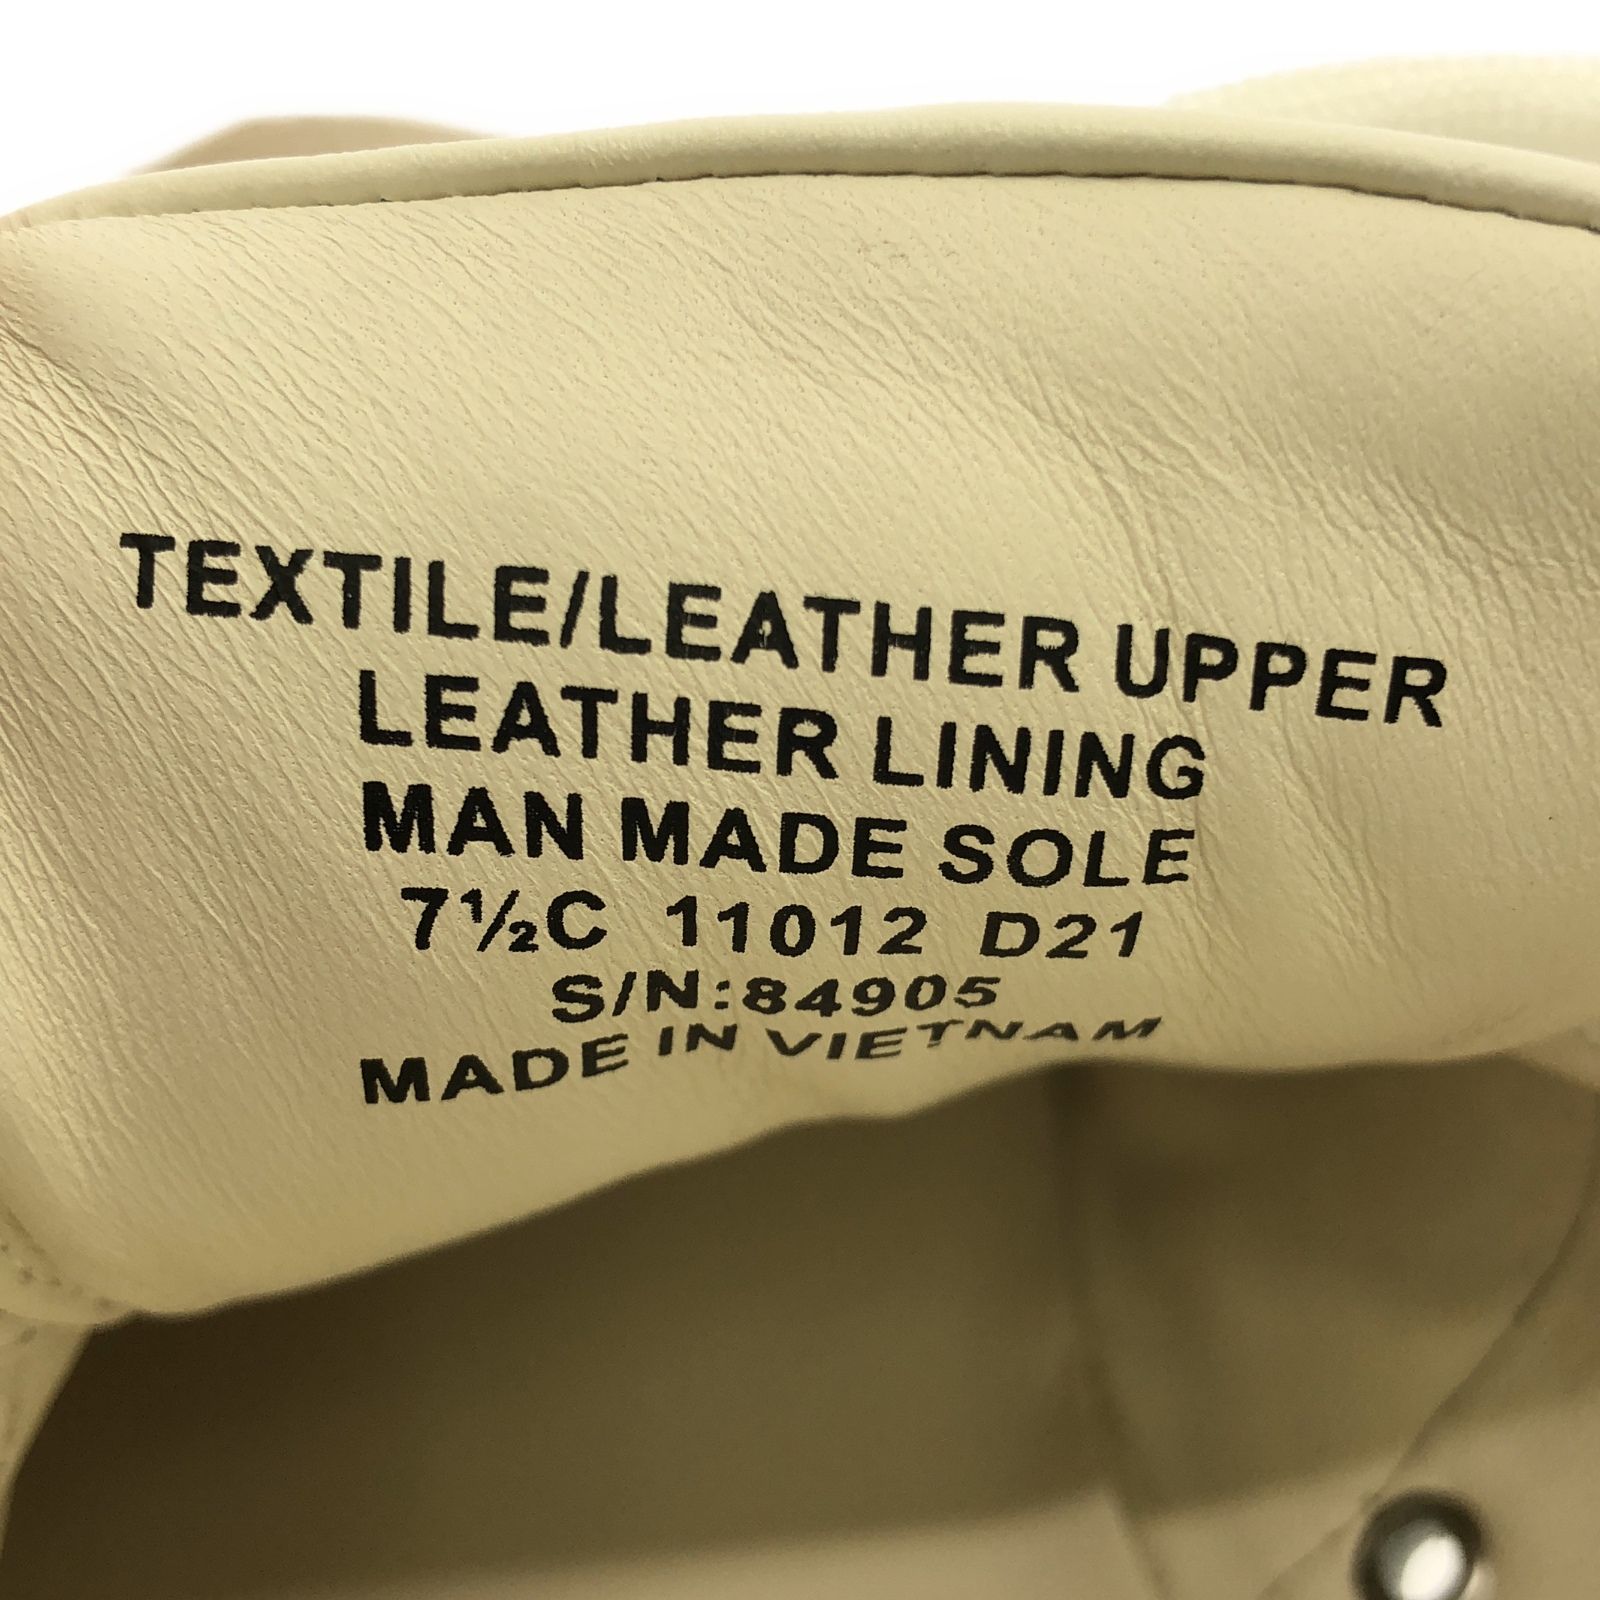 TEXTILE/LEATHER UPPER
LEATHER LINING
MAN MADE SOLE
7½C 11012 D21
S/N:84905
MADE IN VIETNAM